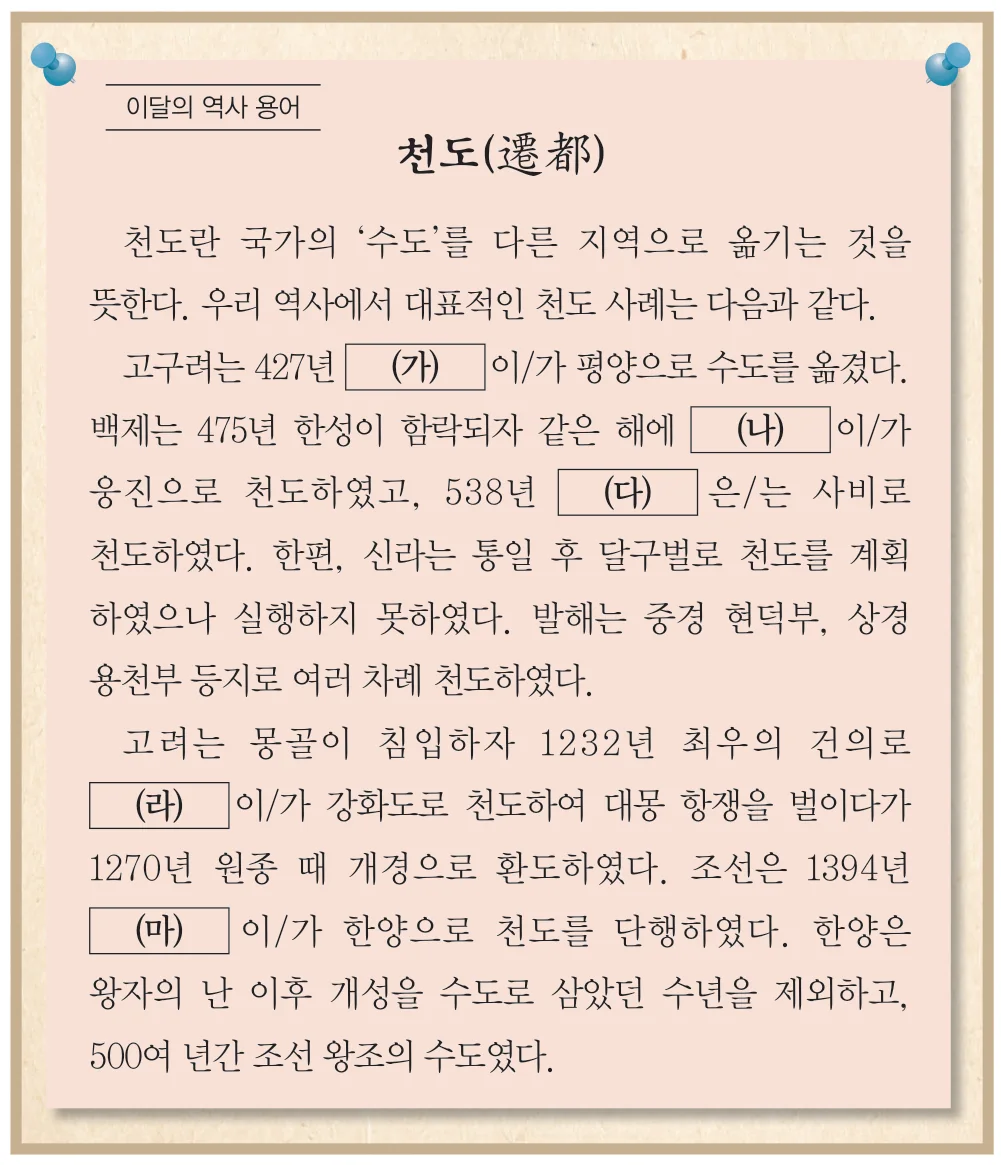 이달의 역사 용어
천도(遷都)
천도란 국가의 ‘수도’를 다른 지역으로 옮기는 것을
뜻한다. 우리 역사에서 대표적인 천도 사례는 다음과 같다.
고구려는 427년 (가) 이/가 평양으로 수도를 옮겼다.
백제는 475년 한성이 함락되자 같은 해에 (나) 이/가
웅진으로 천도하였고, 538년 (다) 은/는 사비로
천도하였다. 한편, 신라는 통일 후 달구벌로 천도를 계획
하였으나 실행하지 못하였다. 발해는 중경 현덕부, 상경
용천부 등지로 여러 차례 천도하였다.
고려는 몽골이 침입하자 1232년 최우의 건의로
(라) 이/가 강화도로 천도하여 대몽 항쟁을 벌이다가
1270년 원종 때 개경으로 환도하였다. 조선은 1394년
(마) 이/가 한양으로 천도를 단행하였다. 한양은
왕자의 난 이후 개성을 수도로 삼았던 수년을 제외하고,
500여 년간 조선 왕조의 수도였다.